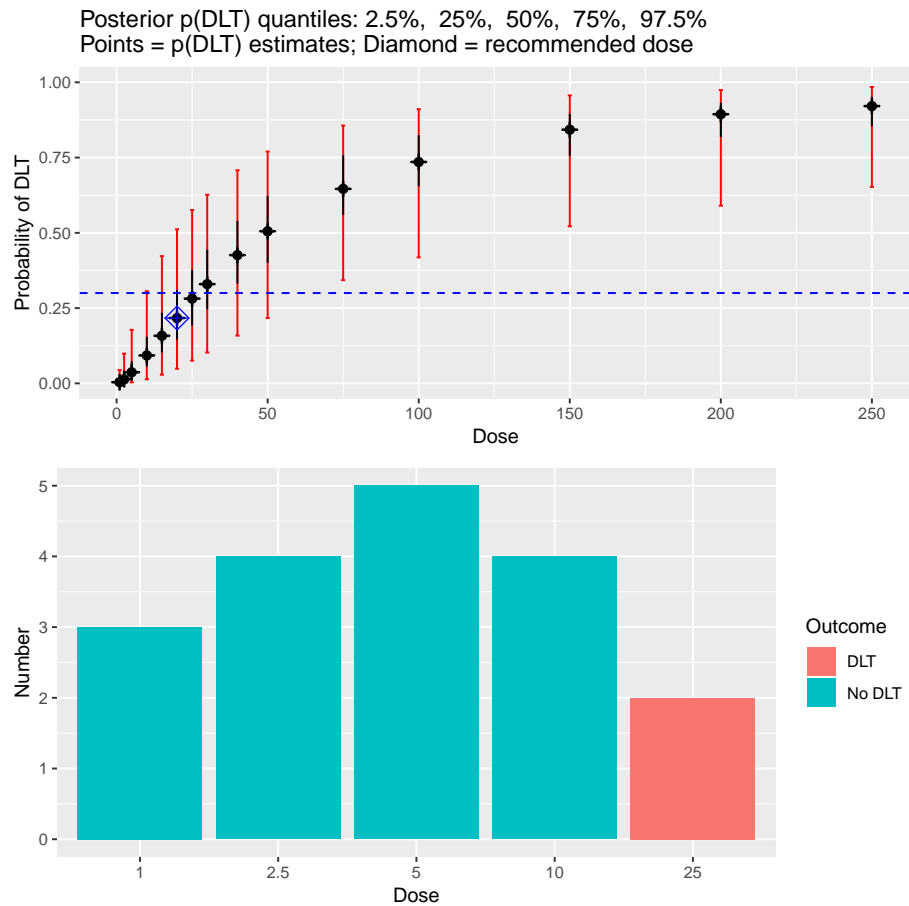 Posterior p(DLT) quantiles: 2.5%, 25%, 50%, 75%, 97.5%
Points = p(DLT) estimates; Diamond = recommended dose
Probability of DLT
1.00
0.75
0.50
0.25
0.00
0 50 100 150 200 250
Dose
Number
5
4
3
2
1
0
1 2.5 5 10 25
Dose
Outcome
DLT
No DLT